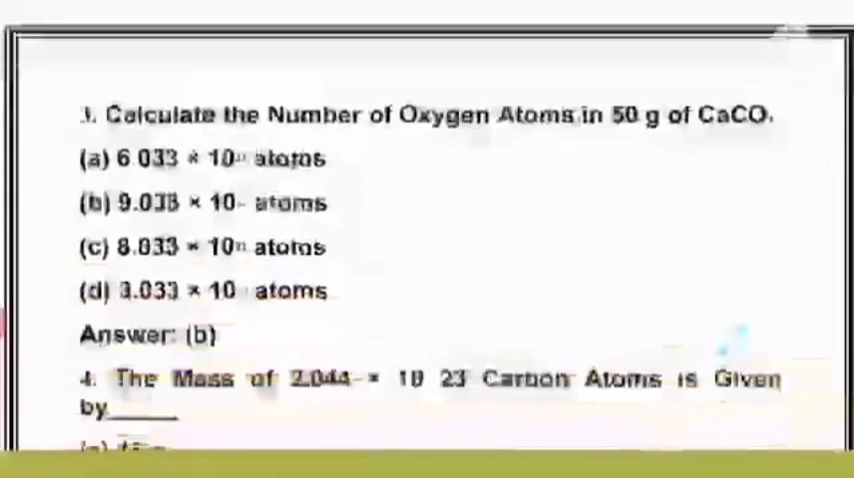 3. Calculate the Number of Oxygen Atoms in 50 g of CaCO.
(a) 6.033 × 10 atoms
(b) 9.033 × 10 atoms
(c) 8.033 × 10 atoms
(d) 3.033 × 10 atoms
Answer: (b)
4. The Mass of 2.044 × 10 23 Carbon Atoms is Given
by______